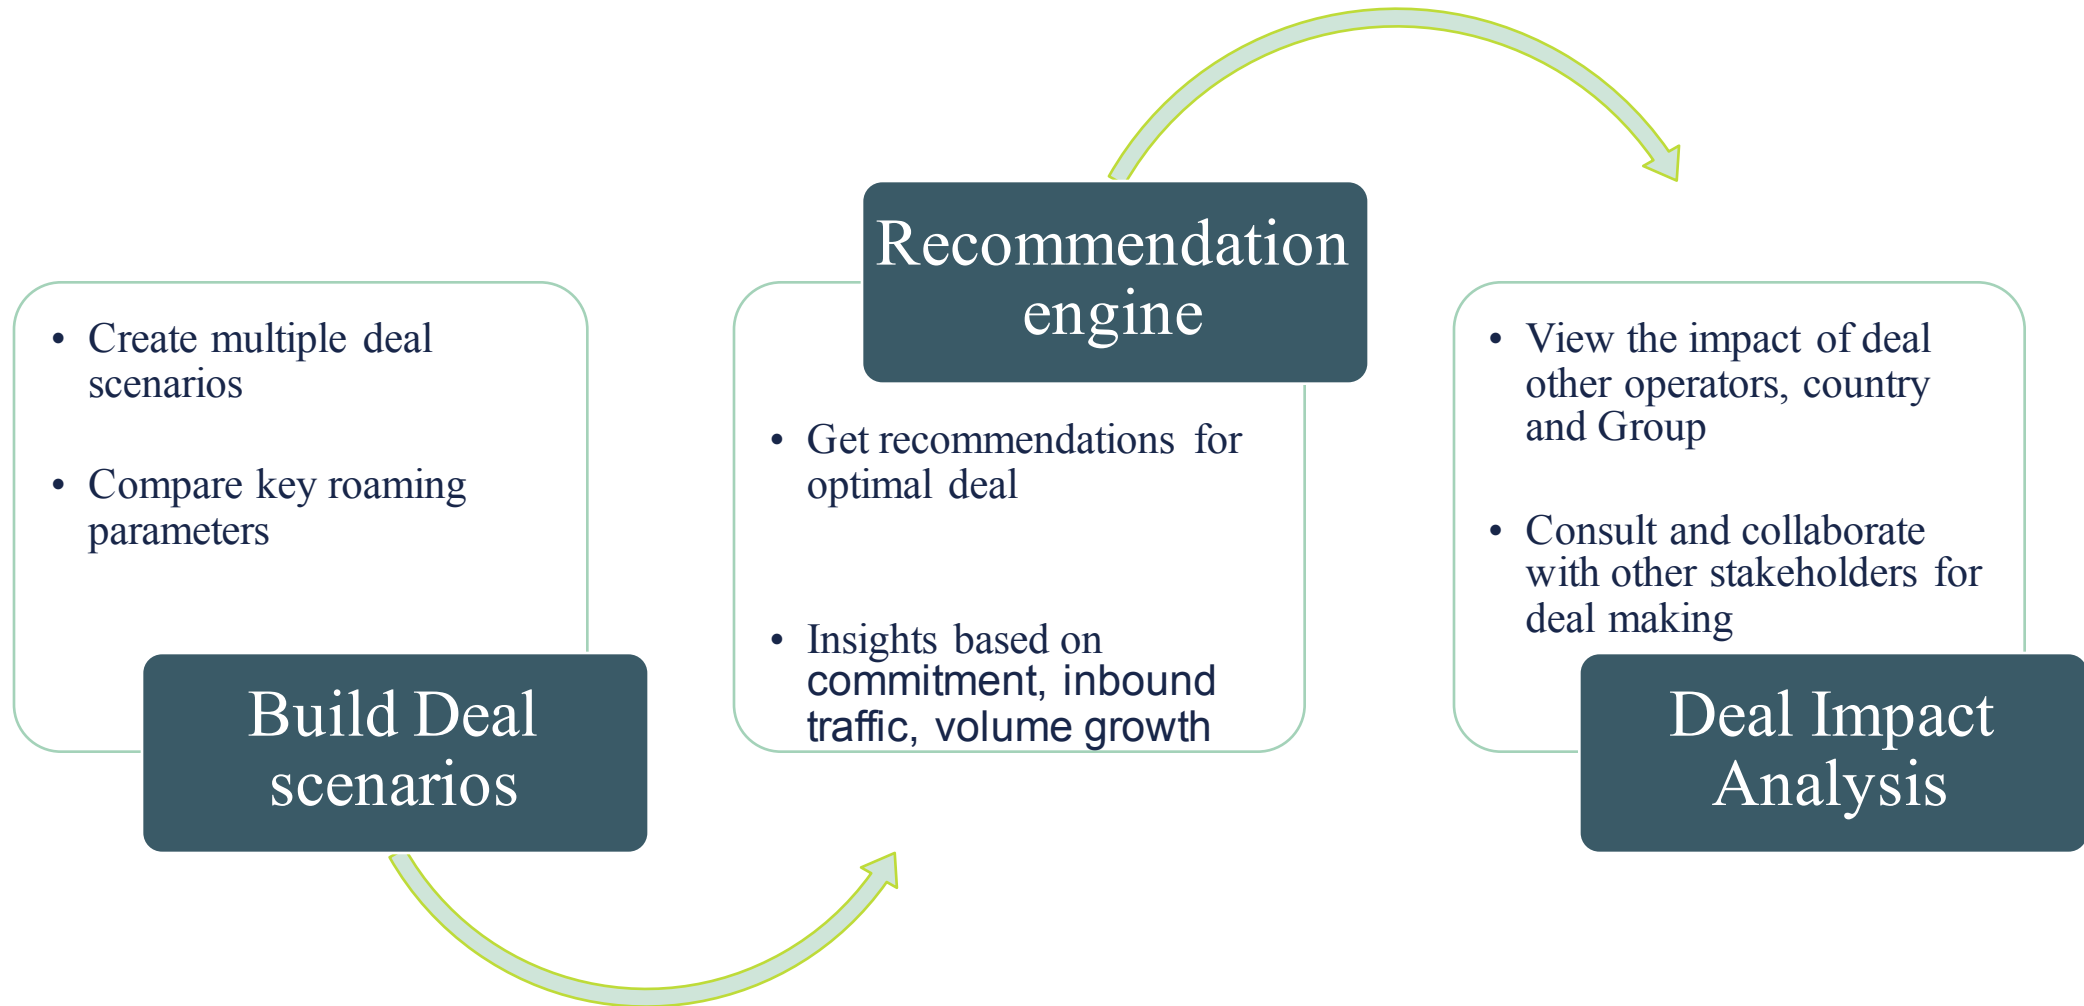 • Create multiple deal
scenarios
• Compare key roaming
parameters
Build Deal
scenarios
Recommendation
engine
• Get recommendations for
optimal deal
• Insights based on
commitment, inbound
traffic, volume growth
• View the impact of deal
other operators, country
and Group
• Consult and collaborate
with other stakeholders for
deal making
Deal Impact
Analysis